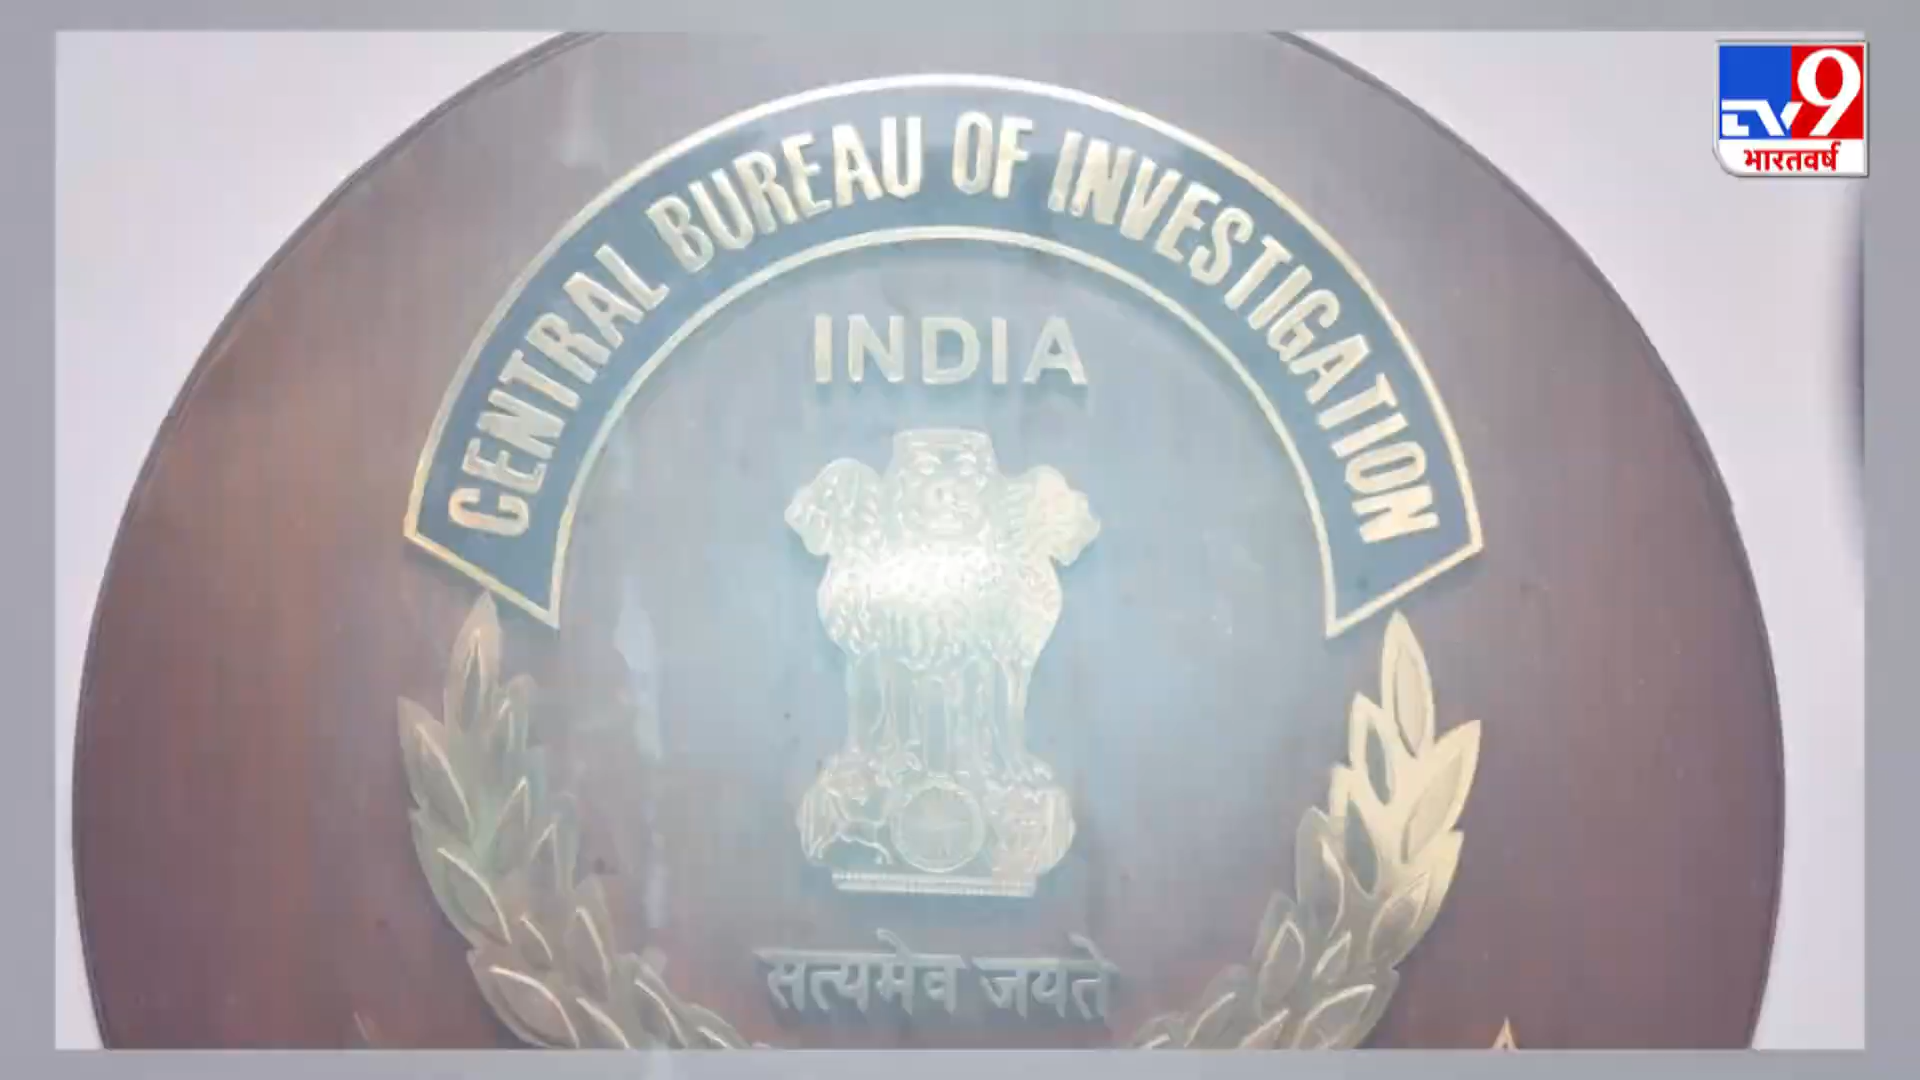 CENTRAL BUREAU OF INVESTIGATION
INDIA
सत्यमेव जयते
TV9
भारतवर्ष